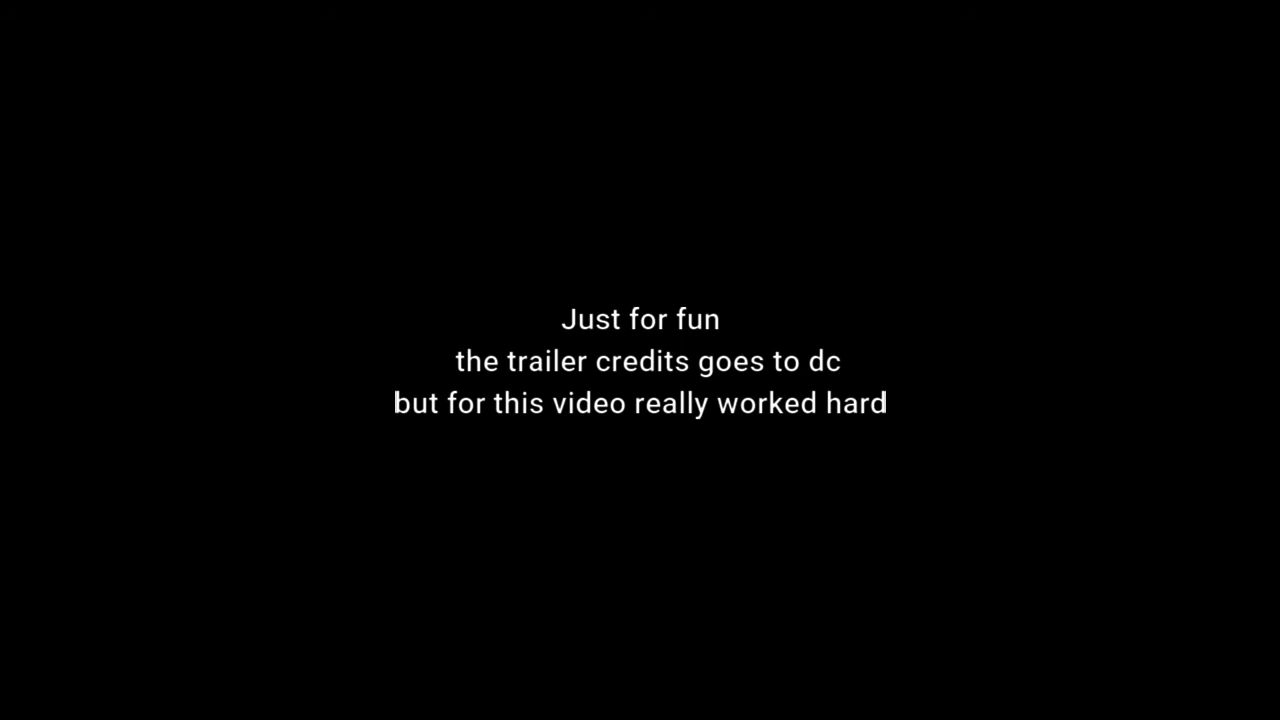 Just for fun
the trailer credits goes to dc
but for this video really worked hard